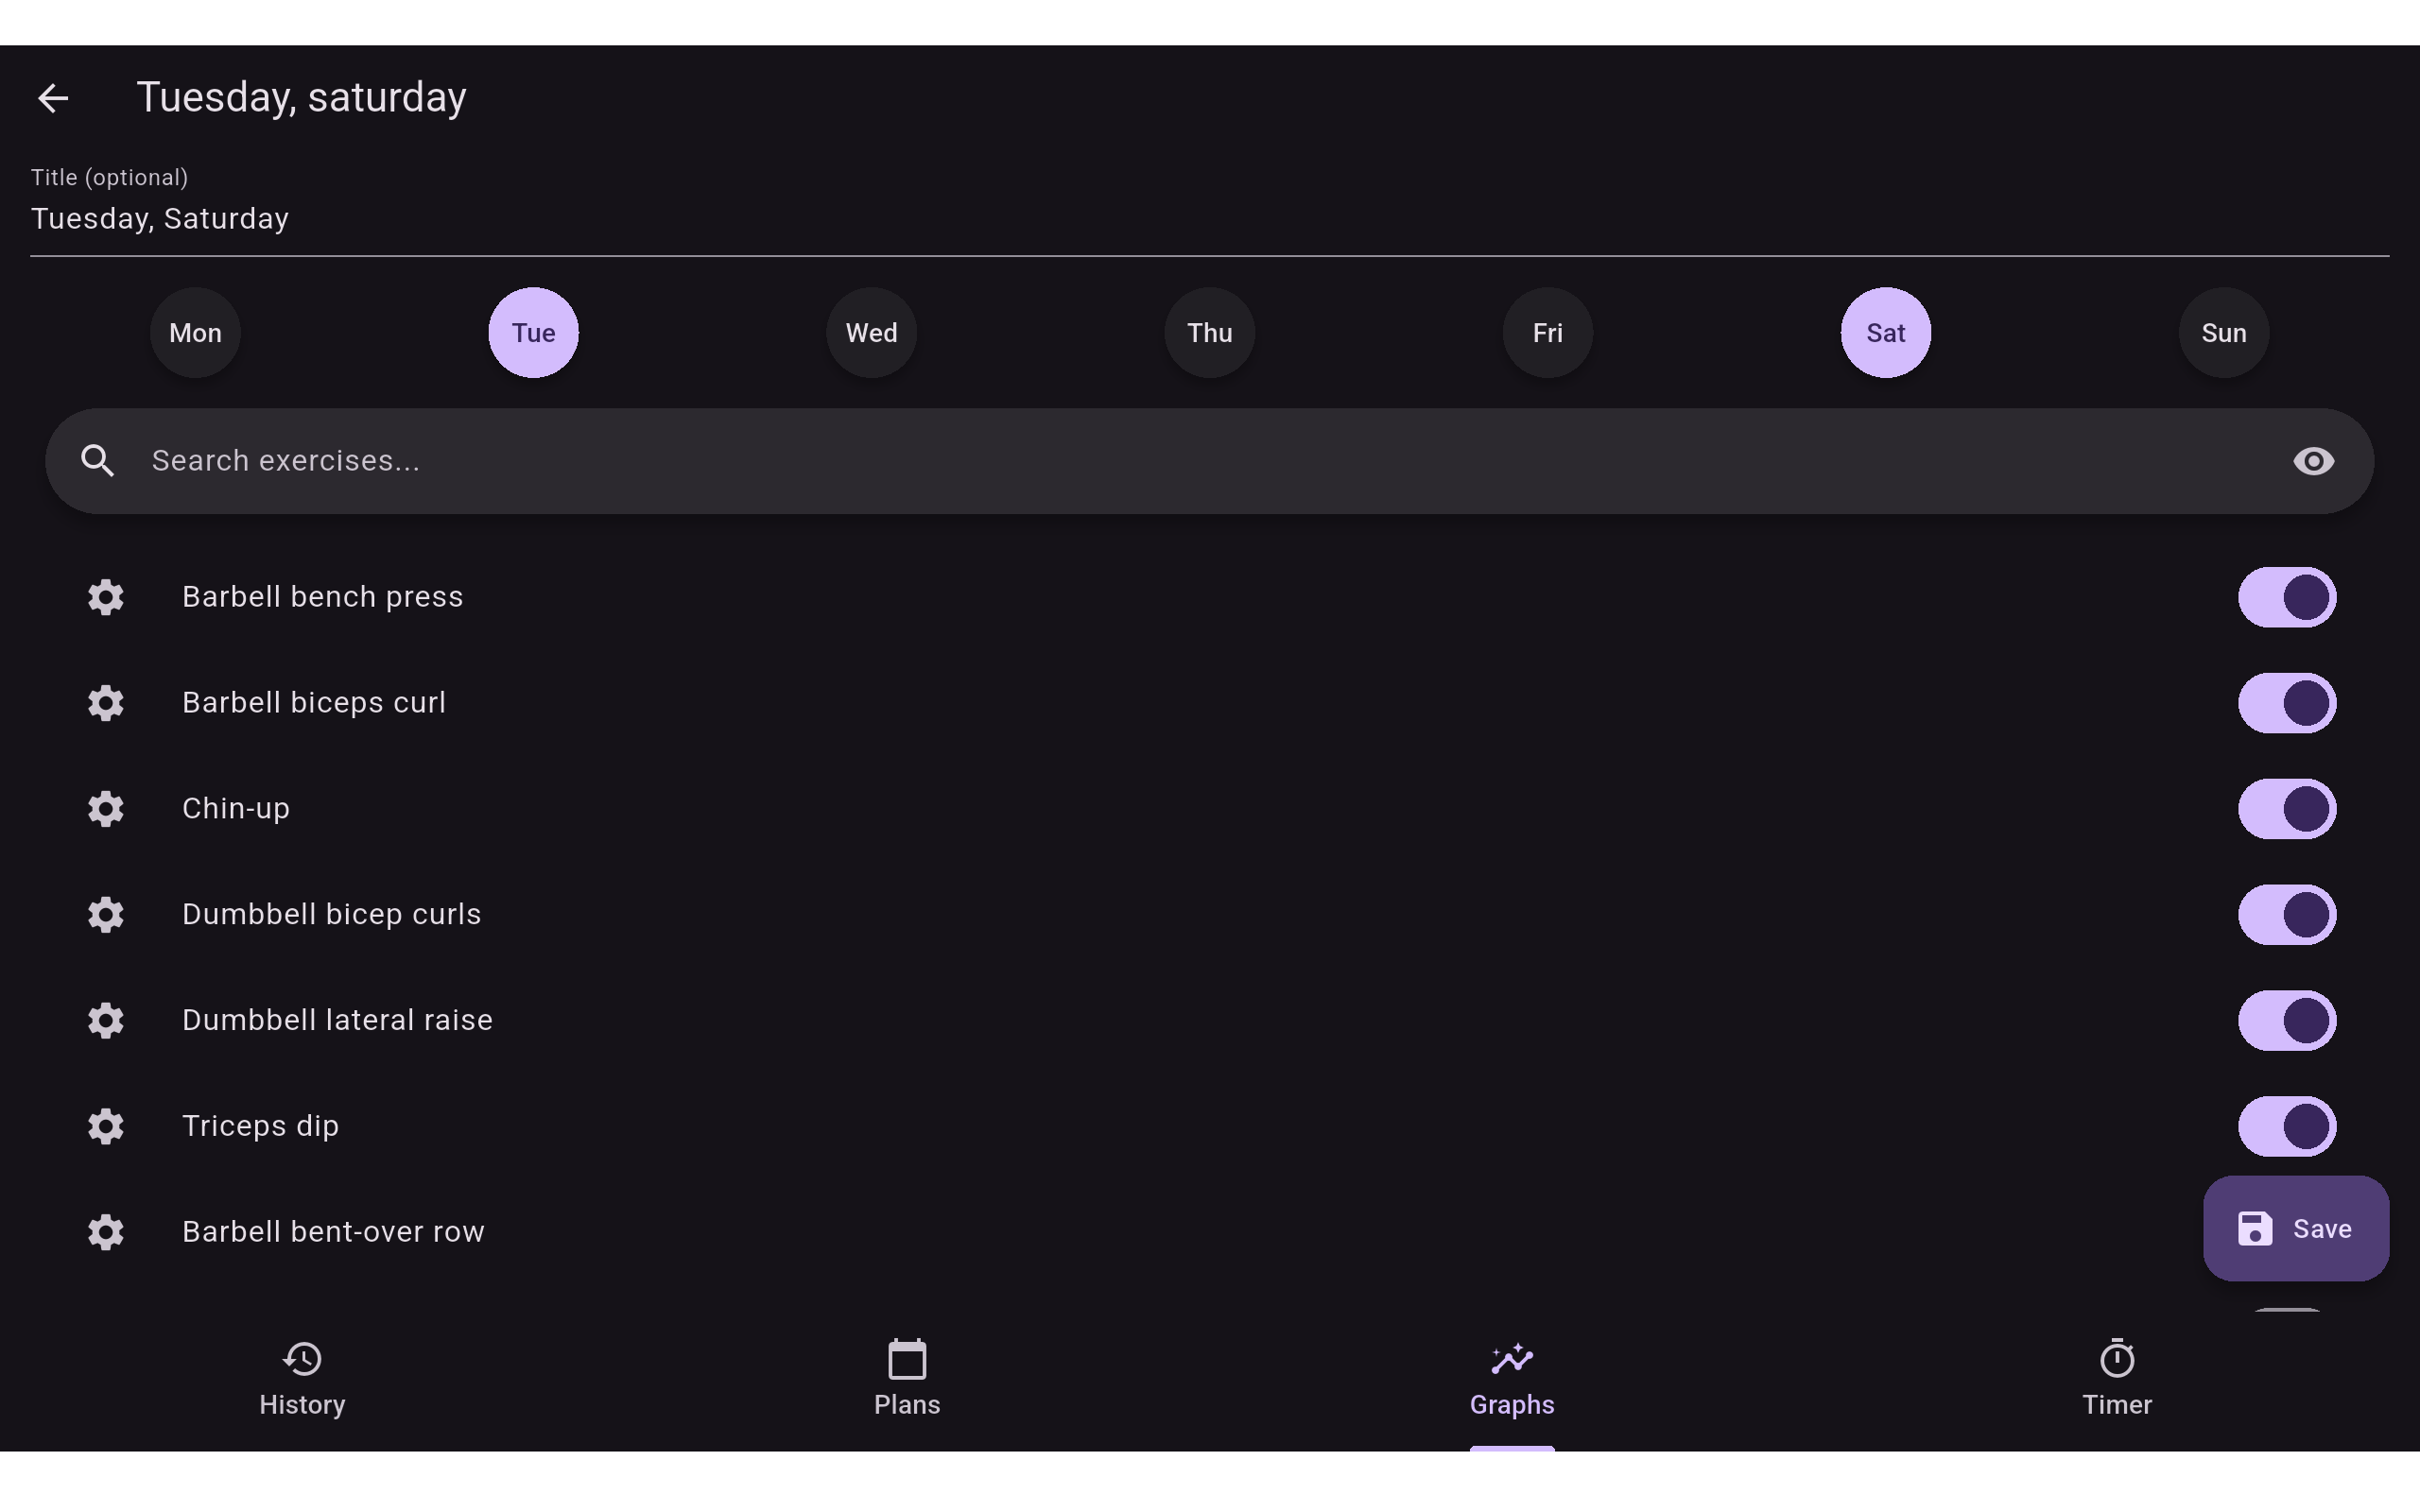 Tuesday, saturday
Title (optional)
Tuesday, Saturday
Mon Tue Wed Thu Fri Sat Sun
Search exercises...
Barbell bench press
Barbell biceps curl
Chin-up
Dumbbell bicep curls
Dumbbell lateral raise
Triceps dip
Barbell bent-over row
Save
History Plans Graphs Timer